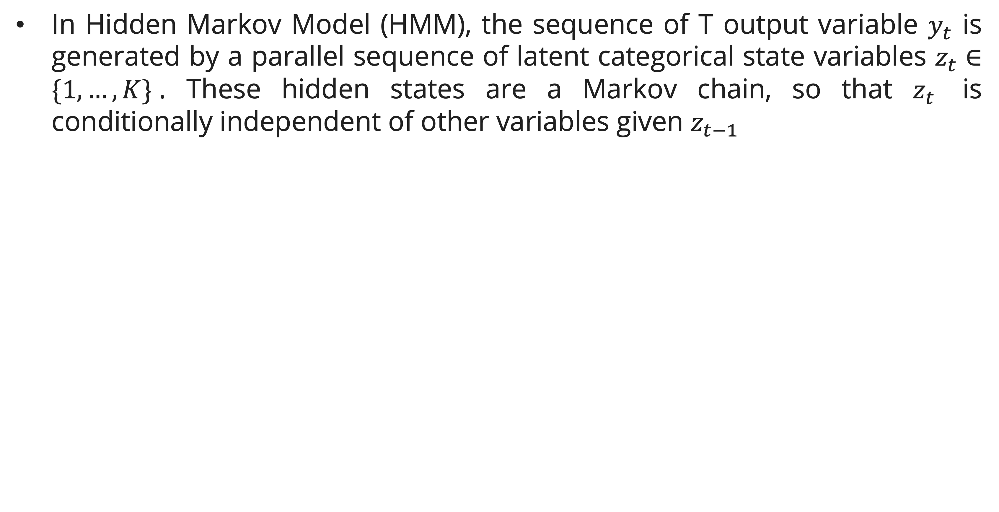 • In Hidden Markov Model (HMM), the sequence of T output variable yₜ is
generated by a parallel sequence of latent categorical state variables zₜ ∈
{1, … , K} . These hidden states are a Markov chain, so that zₜ is
conditionally independent of other variables given zₜ₋₁